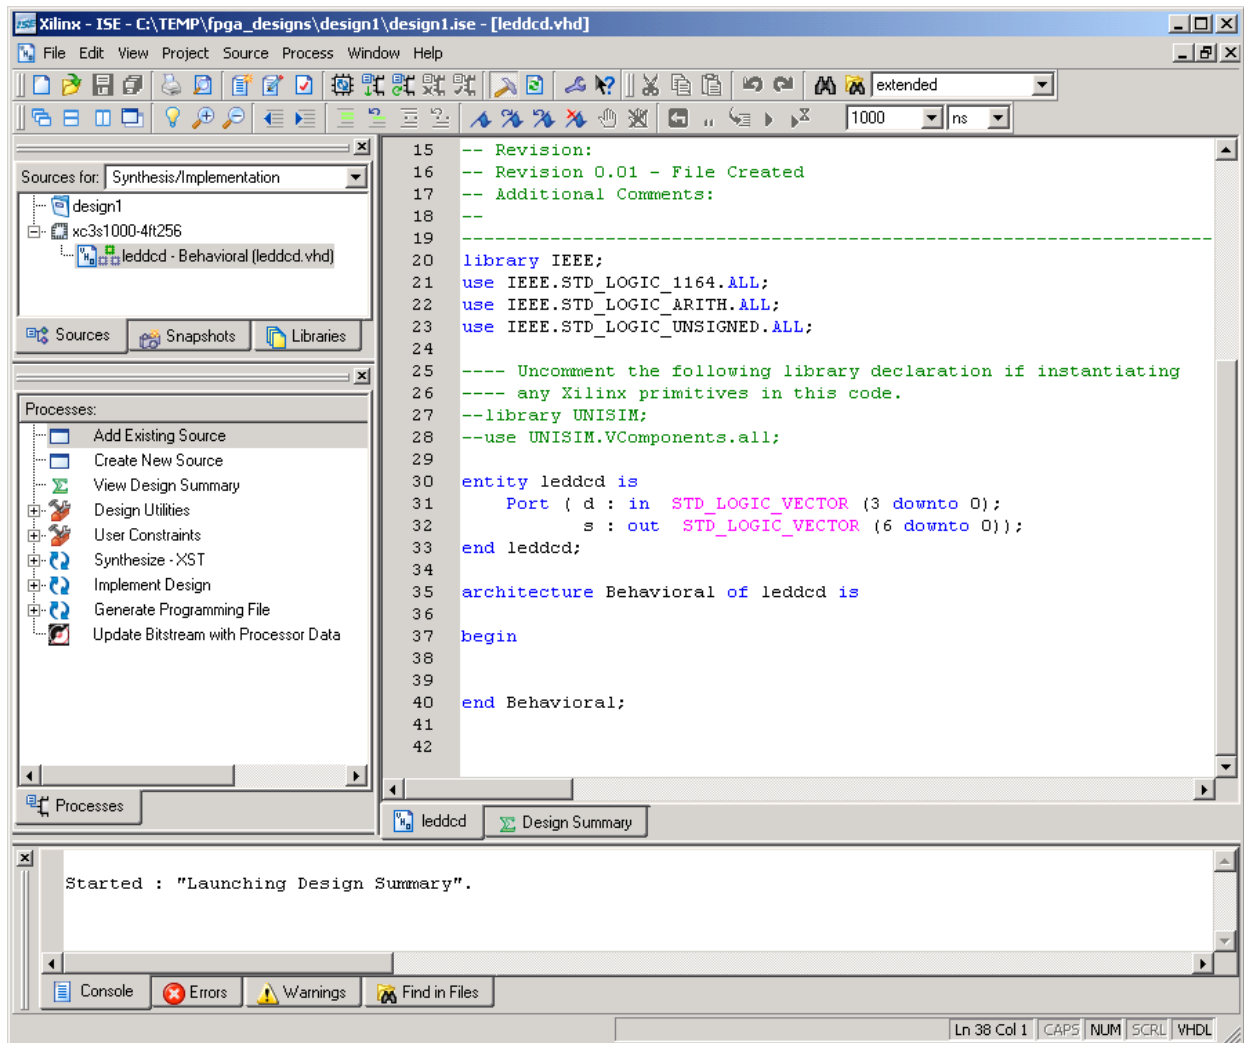 Xilinx - ISE - C:\TEMP\fpga_designs\design1\design1.ise - [leddcd.vhd]
File Edit View Project Source Process Window Help
extended
1000 ns
Sources for: Synthesis/Implementation
design1
xc3s1000-4ft256
leddcd - Behavioral (leddcd.vhd)
Sources Snapshots Libraries
Processes:
Add Existing Source
Create New Source
View Design Summary
Design Utilities
User Constraints
Synthesize - XST
Implement Design
Generate Programming File
Update Bitstream with Processor Data
Processes
15 -- Revision:
16 -- Revision 0.01 - File Created
17 -- Additional Comments:
18 --
19 ----------------------------------------------------------------------
20 library IEEE;
21 use IEEE.STD_LOGIC_1164.ALL;
22 use IEEE.STD_LOGIC_ARITH.ALL;
23 use IEEE.STD_LOGIC_UNSIGNED.ALL;
24
25 ---- Uncomment the following library declaration if instantiating
26 ---- any Xilinx primitives in this code.
27 --library UNISIM;
28 --use UNISIM.VComponents.all;
29
30 entity leddcd is
31     Port ( d : in  STD_LOGIC_VECTOR (3 downto 0);
32            s : out  STD_LOGIC_VECTOR (6 downto 0));
33 end leddcd;
34
35 architecture Behavioral of leddcd is
36
37 begin
38
39
40 end Behavioral;
41
42
leddcd Design Summary
Started : "Launching Design Summary".
Console Errors Warnings Find in Files
Ln 38 Col 1 CAPS NUM SCRL VHDL